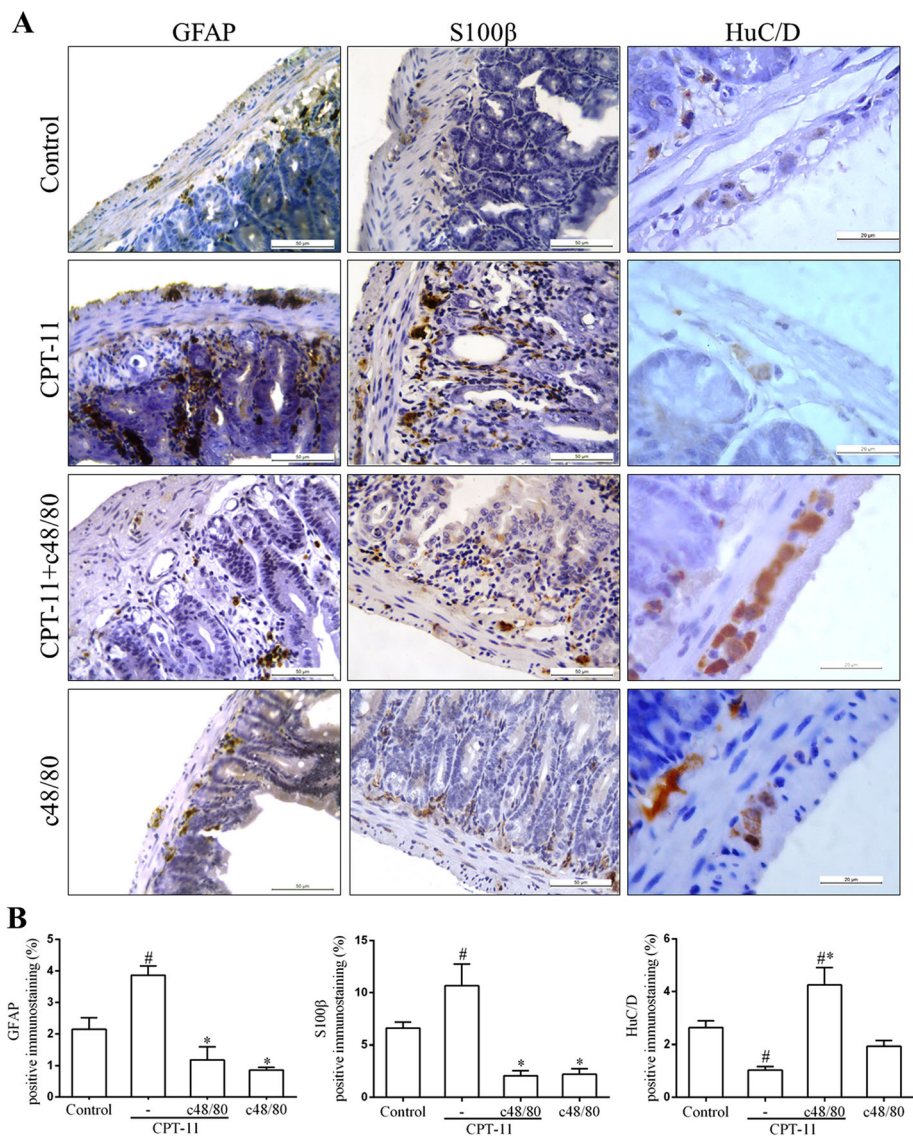 A
GFAP
S100β
HuC/D
Control
50 µm
50 µm
20 µm
CPT-11
50 µm
50 µm
20 µm
CPT-11+c48/80
50 µm
50 µm
20 µm
c48/80
50 µm
50 µm
20 µm
B
GFAP
positive immunostaining (%)
5
4
3
2
1
0
#
*
*
Control
-
c48/80
c48/80
CPT-11
S100β
positive immunostaining (%)
15
10
5
0
#
*
*
Control
-
c48/80
c48/80
CPT-11
HuC/D
positive immunostaining (%)
6
4
2
0
#
#*
Control
-
c48/80
c48/80
CPT-11